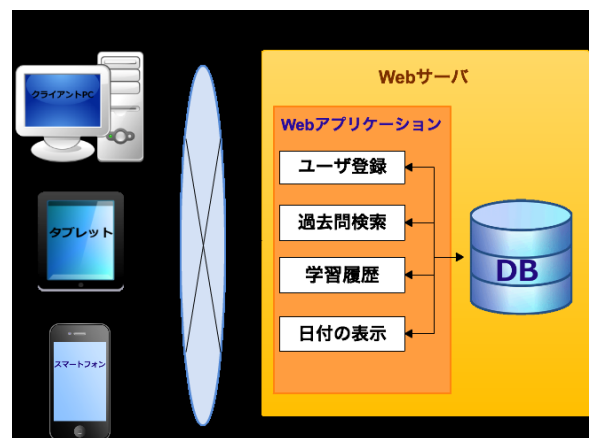 クライアントPC
タブレット
スマートフォン
Webサーバ
Webアプリケーション
ユーザ登録
過去問検索
学習履歴
日付の表示
DB